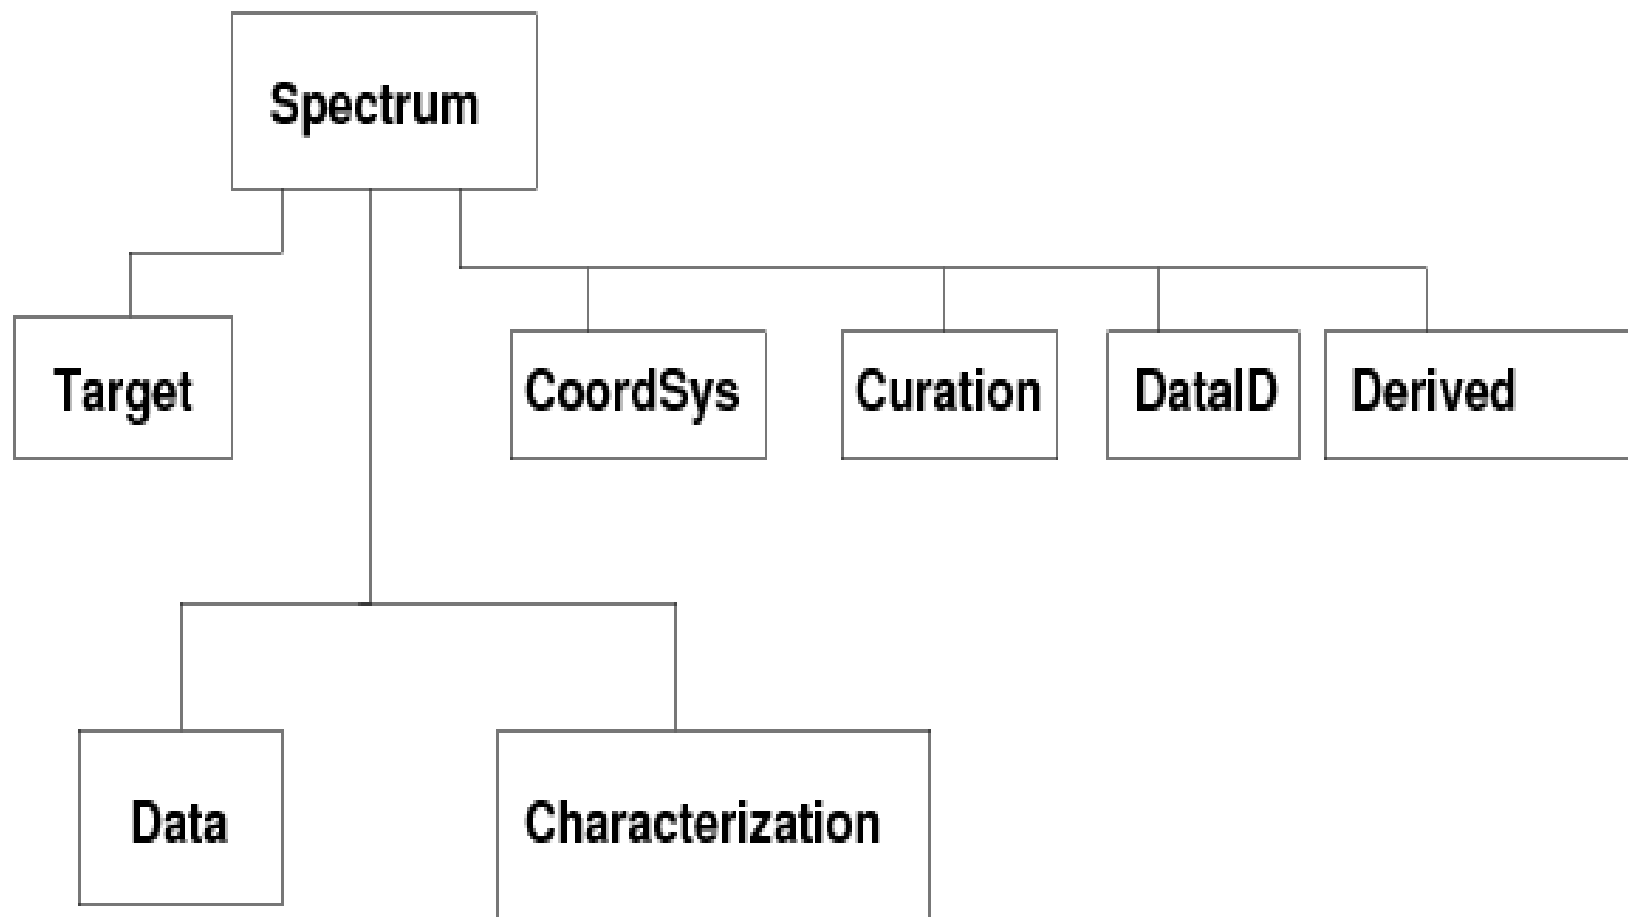 Spectrum
Target
CoordSys
Curation
DataID
Derived
Data
Characterization